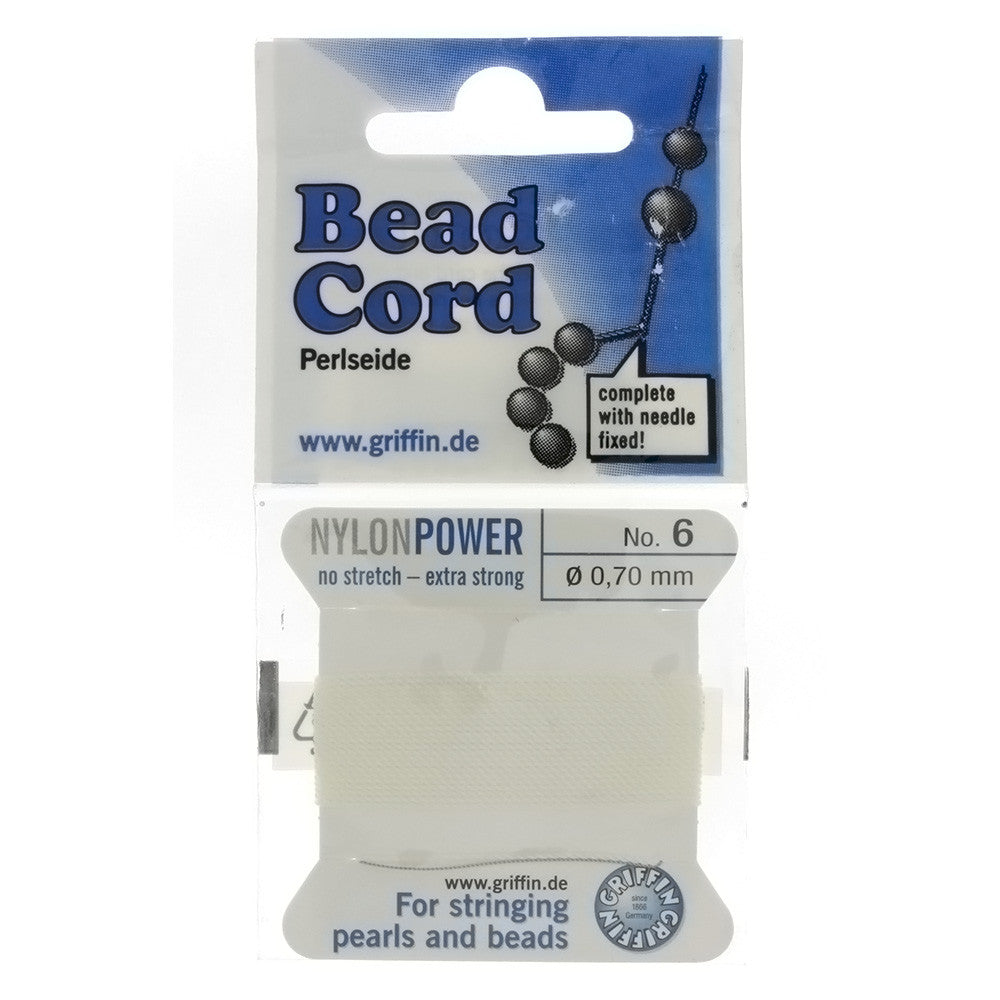 Bead
Cord
Perlseide
complete
with needle
fixed!
www.griffin.de
NYLONPOWER
no stretch – extra strong
No. 6
Ø 0,70 mm
www.griffin.de
For stringing
pearls and beads
GRIFFIN GRIFFIN
since
1866
Germany